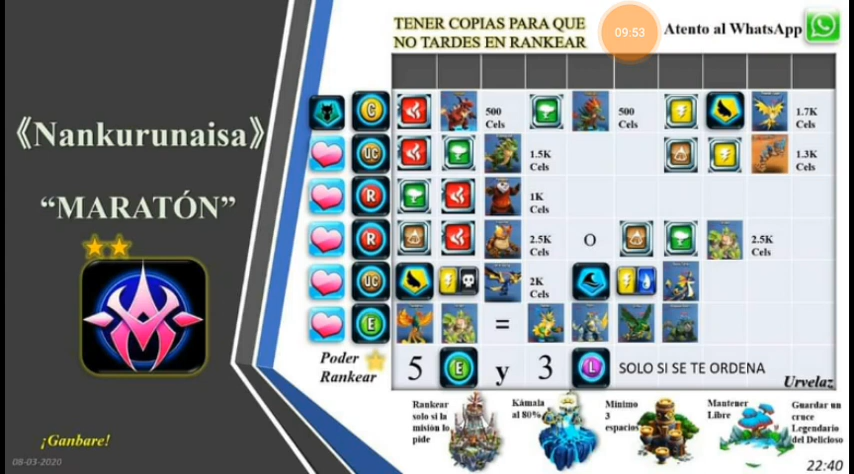 TENER COPIAS PARA QUE
NO TARDES EN RANKEAR
09:53
Atento al WhatsApp
《Nankurunaisa》
“MARATÓN”
¡Ganbare!
08-03-2020
C
500
Cels
500
Cels
1.7K
Cels
UC
1.5K
Cels
1.3K
Cels
R
1K
Cels
R
2.5K
Cels
O
2.5K
Cels
UC
2K
Cels
E
=
Poder
Rankear
5 E y 3 L SOLO SI SE TE ORDENA
Urvelaz
Rankear
solo si la
misión lo
pide
Kámala
al 80%
Mínimo
3
espacios
Mantener
Libre
Guardar un
cruce
Legendario
del Delicioso
22:40